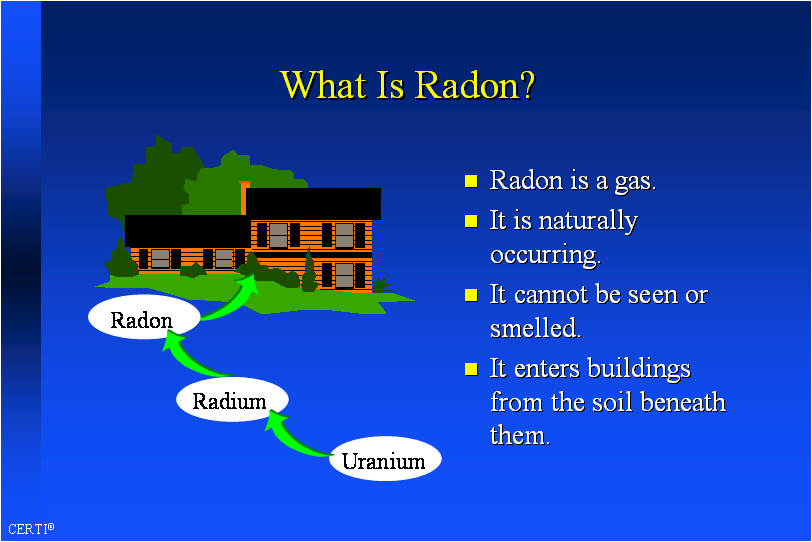 What Is Radon?
Radon is a gas.
It is naturally
occurring.
It cannot be seen or
smelled.
It enters buildings
from the soil beneath
them.
Radon
Radium
Uranium
CERTI©